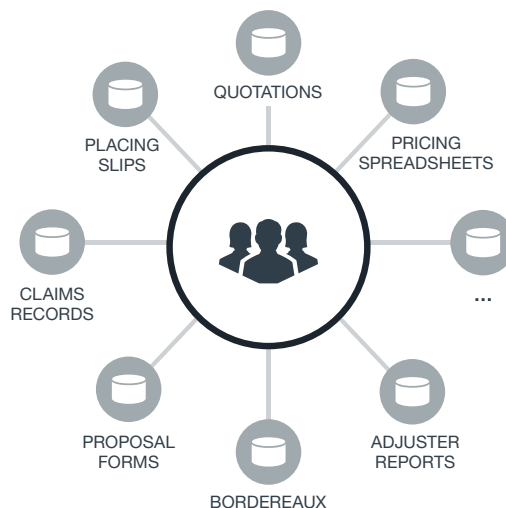 QUOTATIONS
PLACING
SLIPS
PRICING
SPREADSHEETS
CLAIMS
RECORDS
...
PROPOSAL
FORMS
ADJUSTER
REPORTS
BORDEREAUX